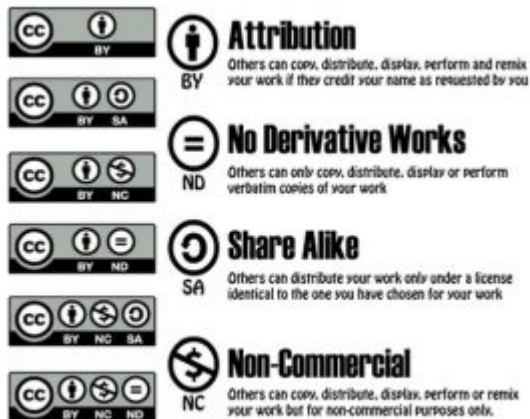 CC
BY
BY
Attribution
Others can copy, distribute, display, perform and remix
your work if they credit your name as requested by you
CC
BY SA
CC
BY NC
=
ND
No Derivative Works
Others can only copy, distribute, display or perform
verbatim copies of your work
CC
=
BY ND
SA
Share Alike
Others can distribute your work only under a license
identical to the one you have chosen for your work
CC
$
BY NC SA
CC
$ =
BY NC ND
$
NC
Non-Commercial
Others can copy, distribute, display, perform or remix
your work but for non-commercial purposes only.